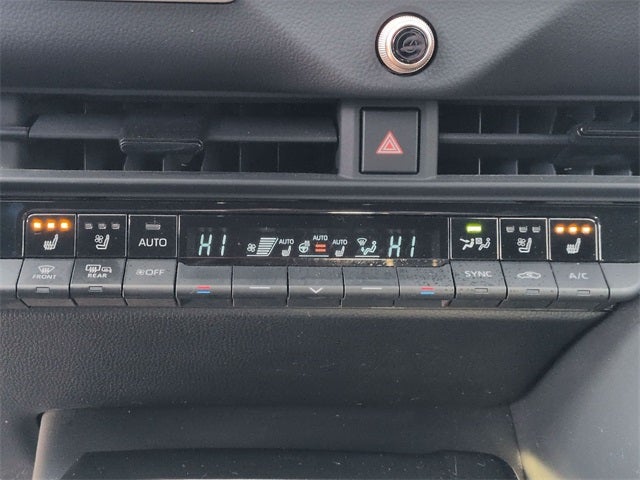 AUTO
HI AUTO AUTO AUTO HI
FRONT REAR OFF SYNC A/C